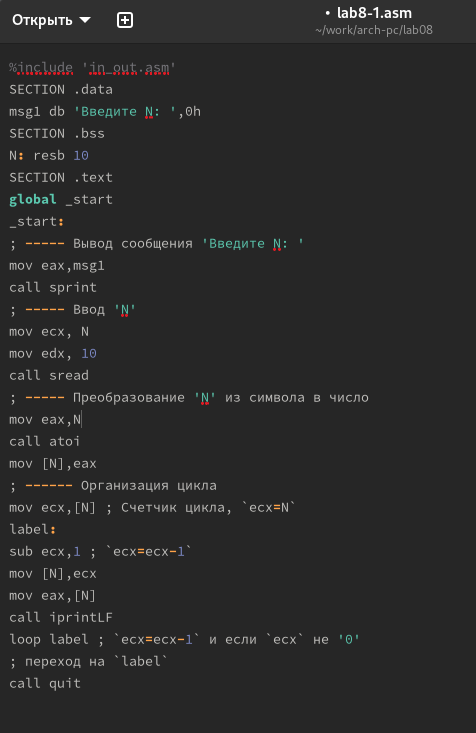 Открыть
• lab8-1.asm
~/work/arch-pc/lab08
%include 'in_out.asm'
SECTION .data
msg1 db 'Введите N: ',0h
SECTION .bss
N: resb 10
SECTION .text
global _start
_start:
; ----- Вывод сообщения 'Введите N: '
mov eax,msg1
call sprint
; ----- Ввод 'N'
mov ecx, N
mov edx, 10
call sread
; ----- Преобразование 'N' из символа в число
mov eax,N
call atoi
mov [N],eax
; ------ Организация цикла
mov ecx,[N] ; Счетчик цикла, `ecx=N`
label:
sub ecx,1 ; `ecx=ecx-1`
mov [N],ecx
mov eax,[N]
call iprintLF
loop label ; `ecx=ecx-1` и если `ecx` не '0'
; переход на `label`
call quit